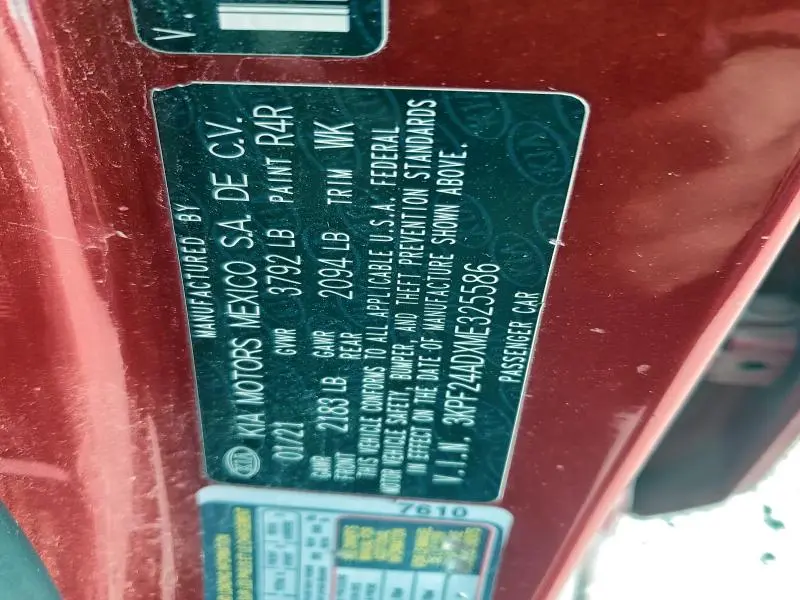 V.
MANUFACTURED BY
KIA KIA MOTORS MEXICO S.A. DE C.V.
01/21 GVWR 3792 LB PAINT R4R
GAWR FRONT 2183 LB GAWR REAR 2094 LB TRIM WK
THIS VEHICLE CONFORMS TO ALL APPLICABLE U.S.A. FEDERAL
MOTOR VEHICLE SAFETY, BUMPER, AND THEFT PREVENTION STANDARDS
IN EFFECT ON THE DATE OF MANUFACTURE SHOWN ABOVE.
V.I.N. 3KPF24ADXME325586
PASSENGER CAR
7610